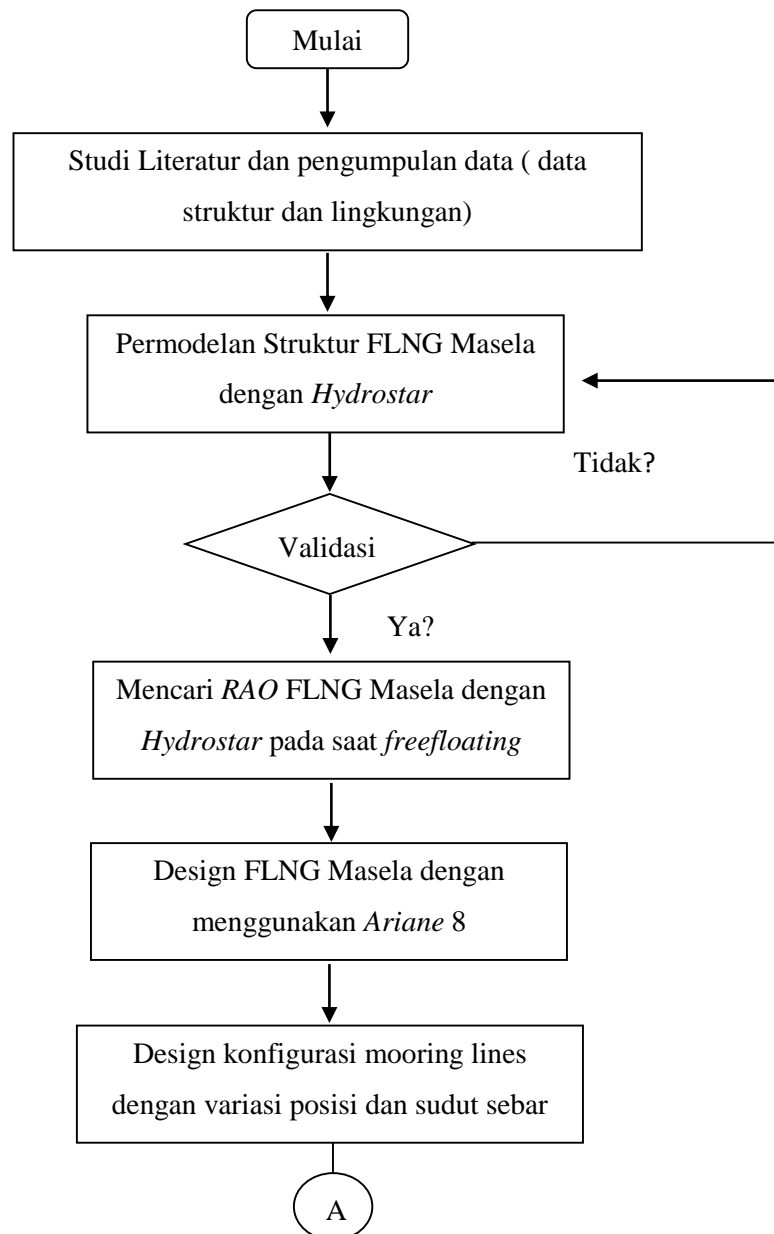 Mulai
Studi Literatur dan pengumpulan data ( data
struktur dan lingkungan)
Permodelan Struktur FLNG Masela
dengan Hydrostar
Tidak?
Validasi
Ya?
Mencari RAO FLNG Masela dengan
Hydrostar pada saat freefloating
Design FLNG Masela dengan
menggunakan Ariane 8
Design konfigurasi mooring lines
dengan variasi posisi dan sudut sebar
A